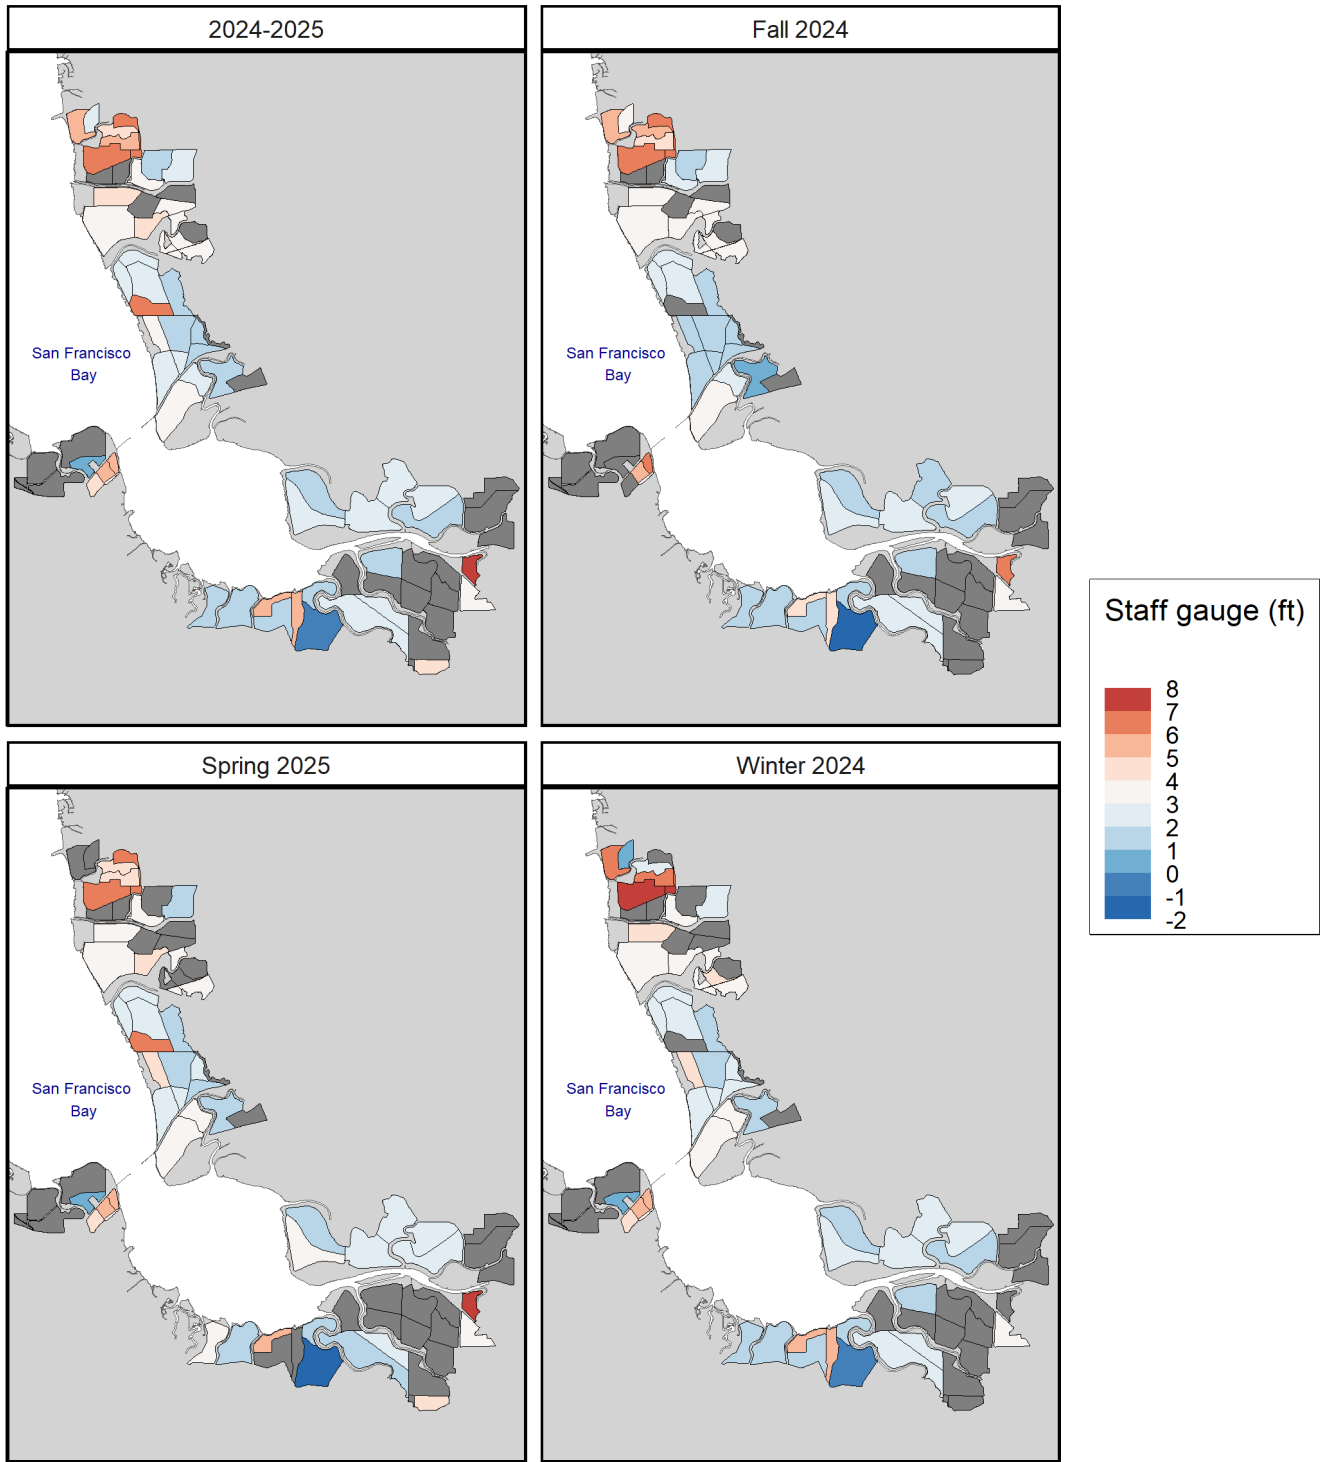 2024-2025
Fall 2024
San Francisco
Bay
San Francisco
Bay
Staff gauge (ft)
8
7
6
5
4
3
2
1
0
-1
-2
Spring 2025
Winter 2024
San Francisco
Bay
San Francisco
Bay